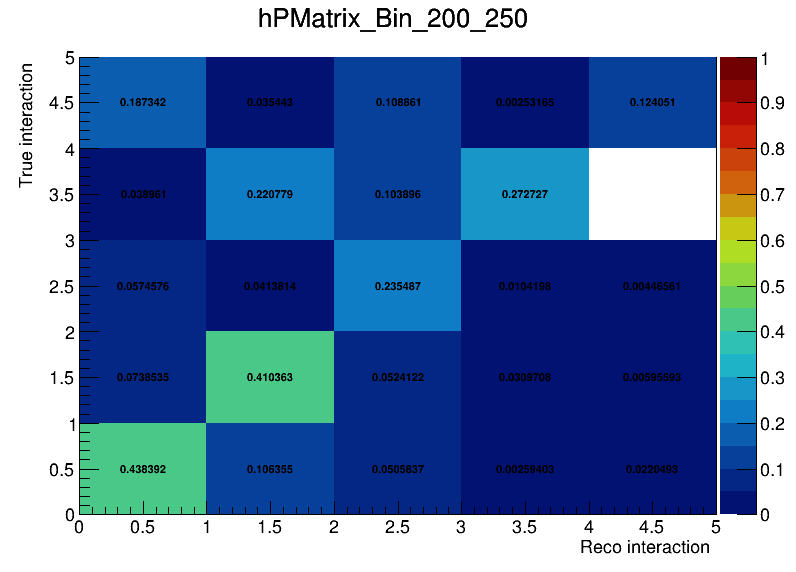 hPMatrix_Bin_200_250
True interaction
5
4.5
4
3.5
3
2.5
2
1.5
1
0.5
0
0.187342 0.035443 0.108861 0.00253165 0.124051
0.038961 0.220779 0.103896 0.272727
0.0574576 0.0413814 0.235487 0.0104198 0.00446561
0.0738535 0.410363 0.0524122 0.0309708 0.00595593
0.438392 0.106355 0.0505837 0.00259403 0.0220493
0 0.5 1 1.5 2 2.5 3 3.5 4 4.5 5
Reco interaction
1
0.9
0.8
0.7
0.6
0.5
0.4
0.3
0.2
0.1
0